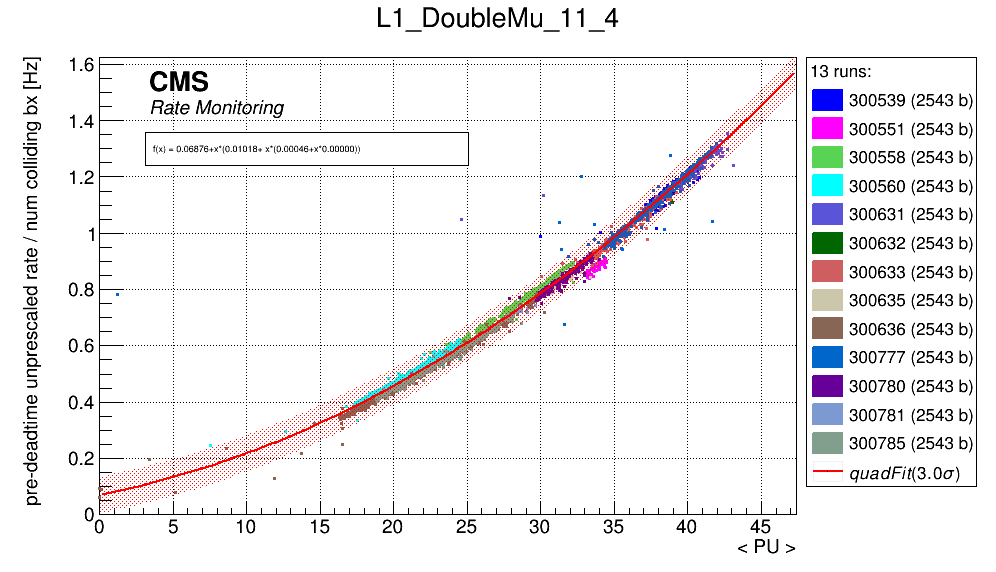 L1_DoubleMu_11_4
pre-deadtime unprescaled rate / num colliding bx [Hz]
1.6
1.4
1.2
1
0.8
0.6
0.4
0.2
0
CMS
Rate Monitoring
f(x) = 0.06876+x*(0.01018+ x*(0.00046+x*0.00000))
0 5 10 15 20 25 30 35 40 45
< PU >
13 runs:
300539 (2543 b)
300551 (2543 b)
300558 (2543 b)
300560 (2543 b)
300631 (2543 b)
300632 (2543 b)
300633 (2543 b)
300635 (2543 b)
300636 (2543 b)
300777 (2543 b)
300780 (2543 b)
300781 (2543 b)
300785 (2543 b)
quadFit(3.0σ)